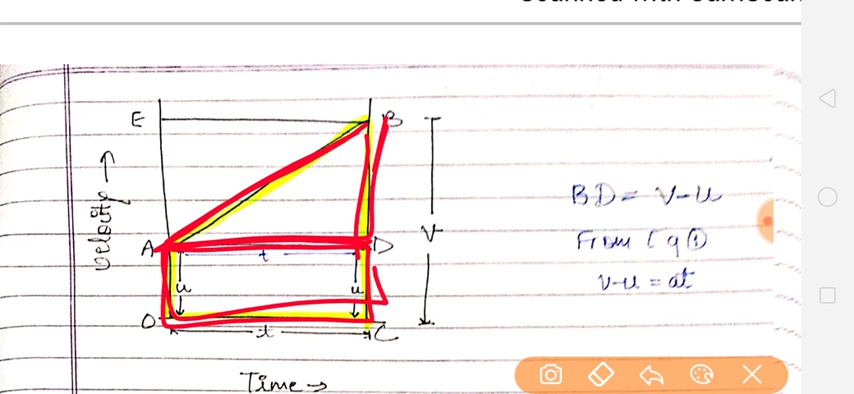 E
B
velocity →
BD = V-u
A
t
D
V
From Eq ①
u
u
v-u = at
O
t
C
Time →